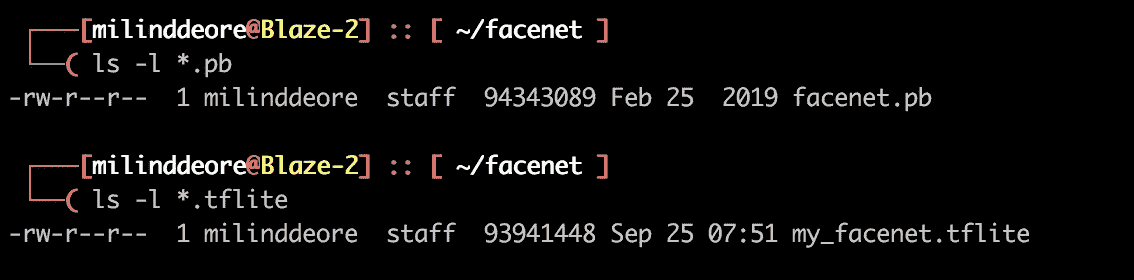 [milinddeore@Blaze-2] :: [ ~/facenet ]
( ls -l *.pb
-rw-r--r--  1 milinddeore  staff  94343089 Feb 25  2019 facenet.pb
[milinddeore@Blaze-2] :: [ ~/facenet ]
( ls -l *.tflite
-rw-r--r--  1 milinddeore  staff  93941448 Sep 25 07:51 my_facenet.tflite